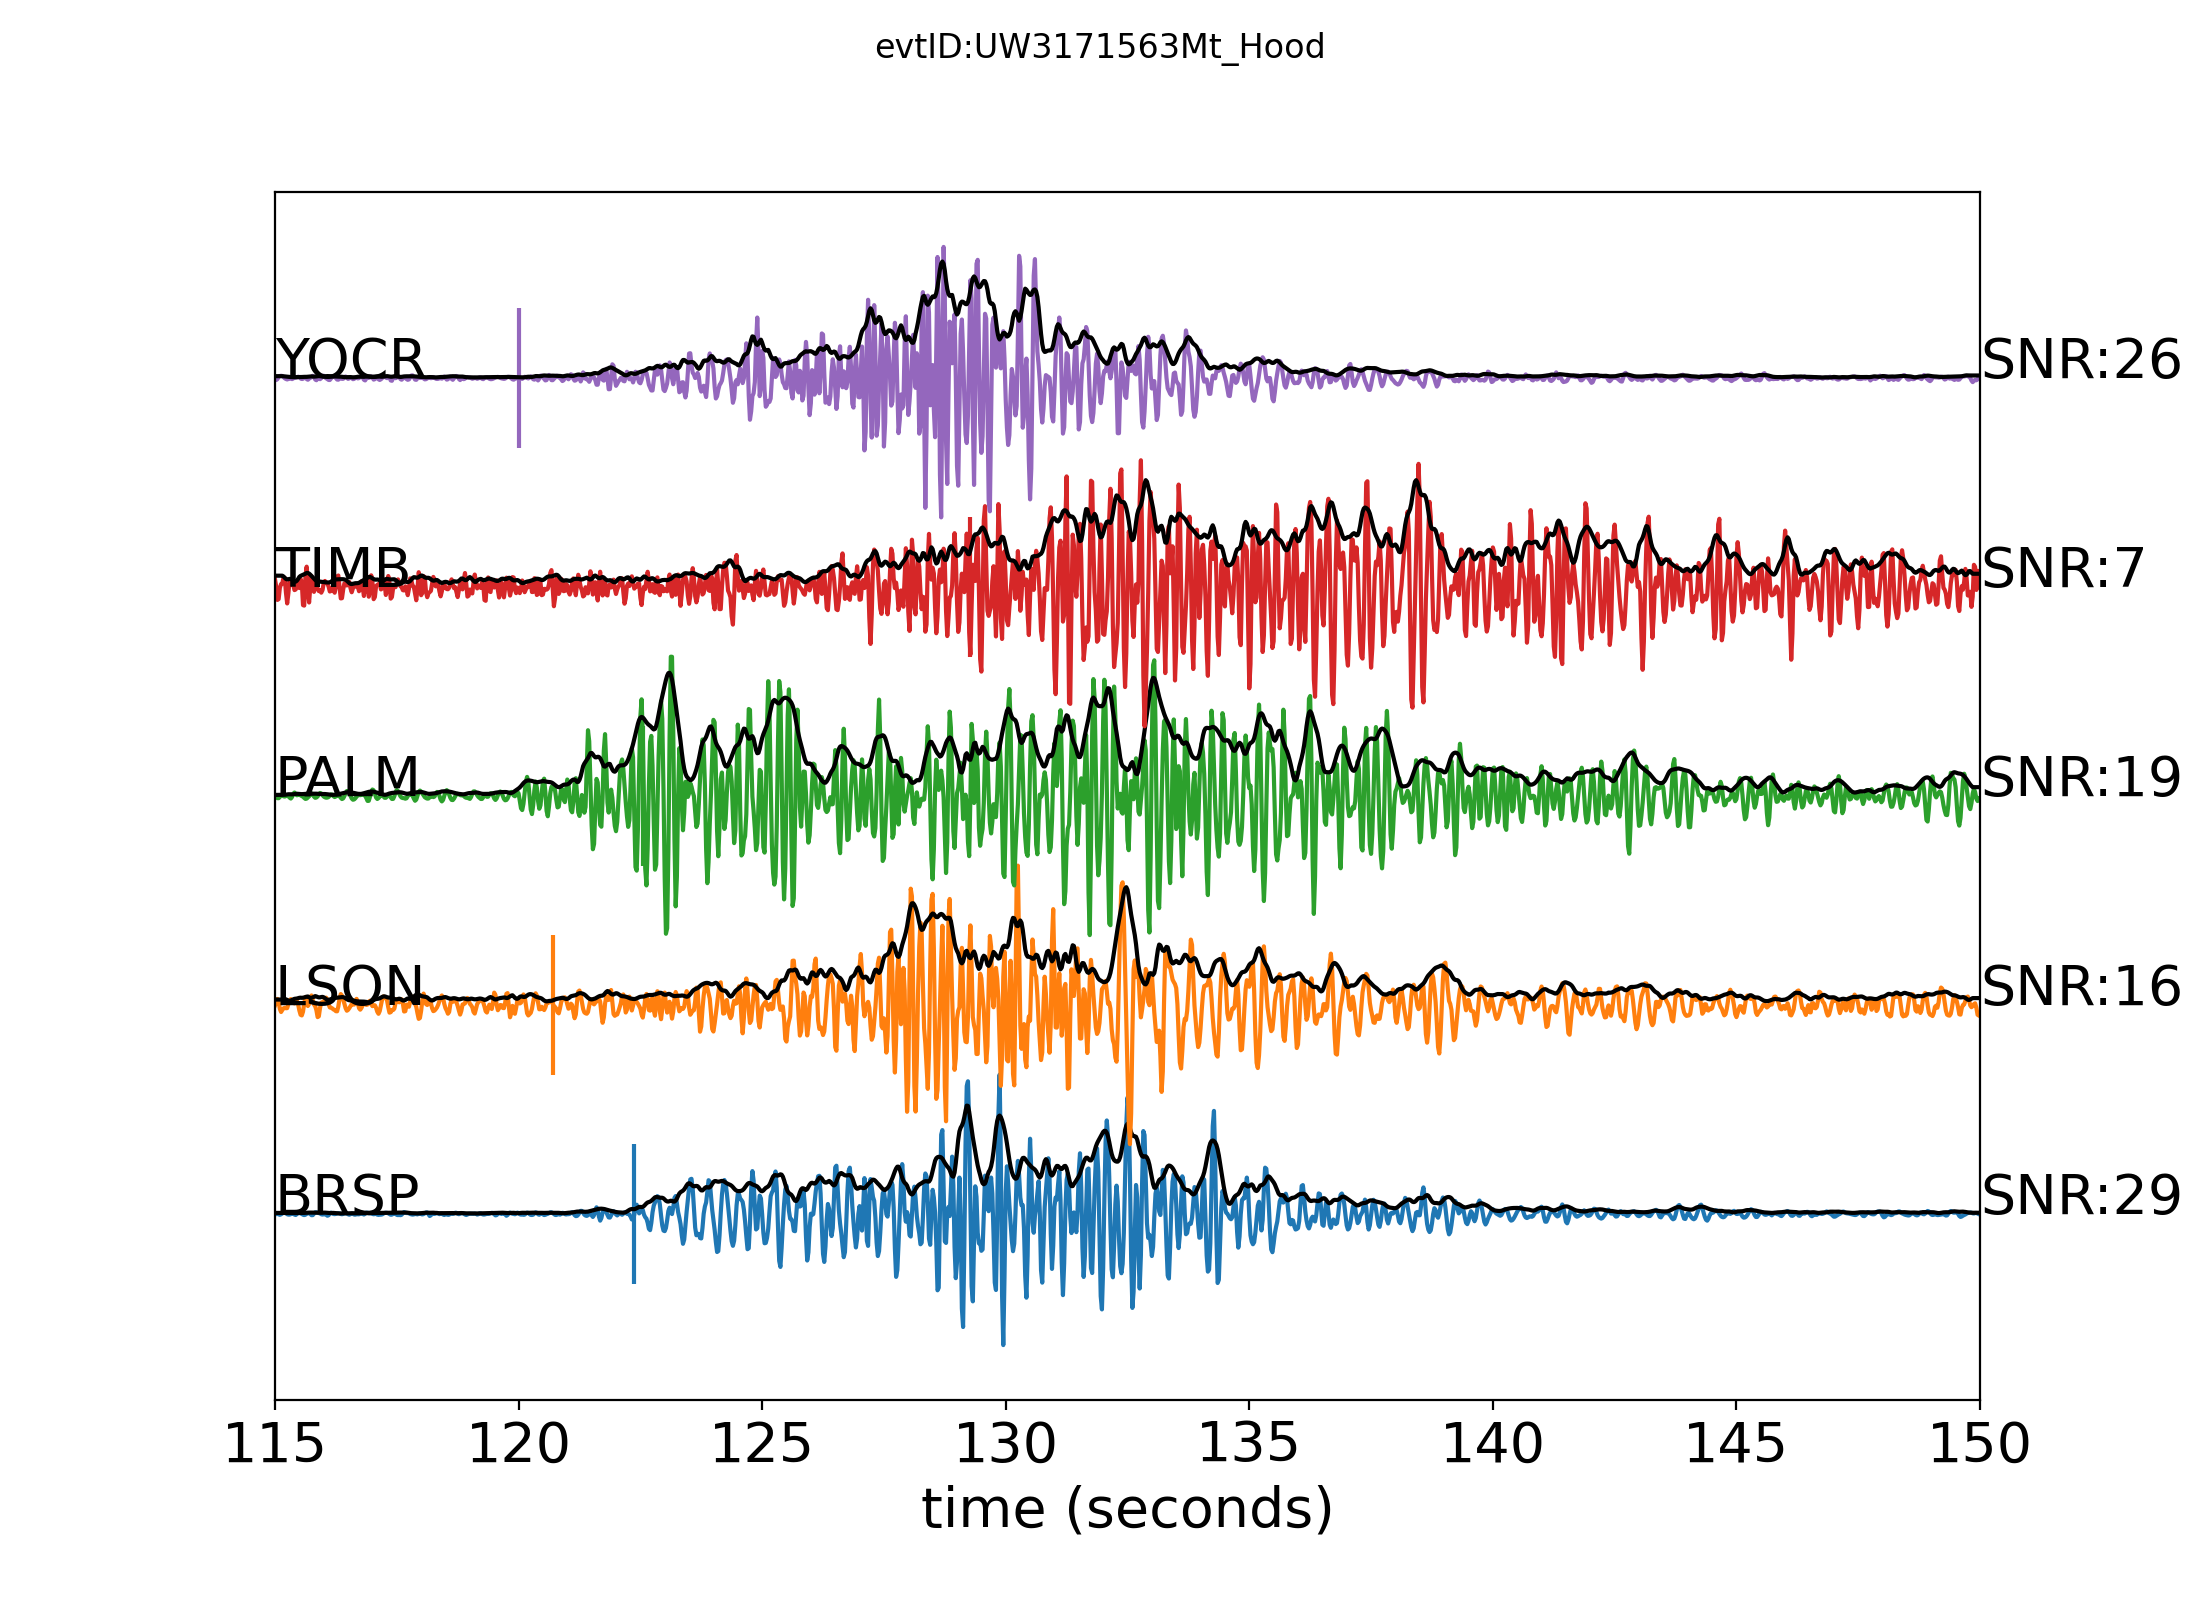 evtID:UW3171563Mt_Hood
YOCR SNR:26
TIMB SNR:7
PALM SNR:19
LSON SNR:16
BRSP SNR:29
115 120 125 130 135 140 145 150
time (seconds)